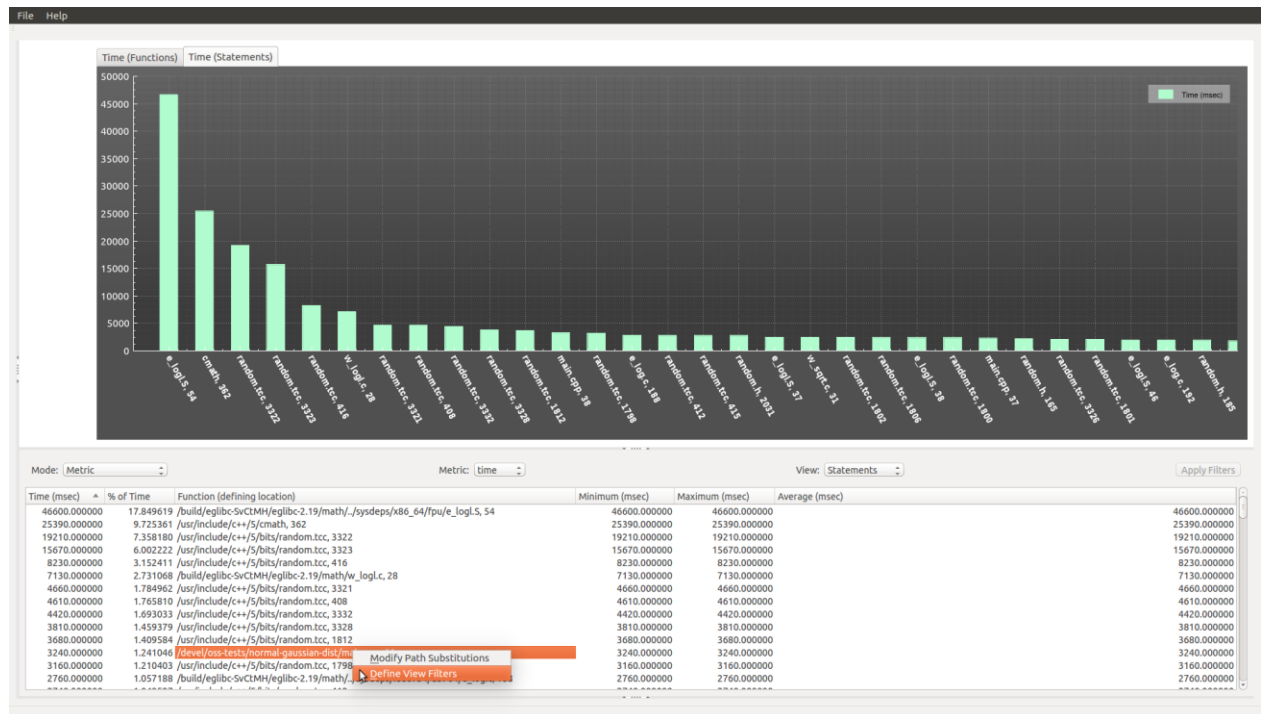 File Help
Time (Functions) Time (Statements)
50000
45000
40000
35000
30000
25000
20000
15000
10000
5000
0
Time (msec)
e_logl.S, 54
cmath, 362
random.tcc, 3322
random.tcc, 3323
random.tcc, 416
w_logl.c, 28
random.tcc, 3321
random.tcc, 408
random.tcc, 3332
random.tcc, 3328
random.tcc, 1812
main.cpp, 38
random.tcc, 1798
e_log.c, 188
random.tcc, 412
random.tcc, 415
random.h, 2031
e_logl.S, 37
w_sqrt.c, 31
random.tcc, 1802
random.tcc, 1806
e_logl.S, 38
random.tcc, 1800
main.cpp, 37
random.h, 165
random.tcc, 3326
random.tcc, 1801
e_logl.S, 46
e_log.c, 192
random.h, 185
Mode: Metric Metric: time View: Statements Apply Filters
Time (msec) % of Time Function (defining location) Minimum (msec) Maximum (msec) Average (msec)
46600.000000 17.849619 /build/eglibc-SvCtMH/eglibc-2.19/math/../sysdeps/x86_64/fpu/e_logl.S, 54 46600.000000 46600.000000 46600.000000
25390.000000 9.725361 /usr/include/c++/5/cmath, 362 25390.000000 25390.000000 25390.000000
19210.000000 7.358180 /usr/include/c++/5/bits/random.tcc, 3322 19210.000000 19210.000000 19210.000000
15670.000000 6.002222 /usr/include/c++/5/bits/random.tcc, 3323 15670.000000 15670.000000 15670.000000
8230.000000 3.152411 /usr/include/c++/5/bits/random.tcc, 416 8230.000000 8230.000000 8230.000000
7130.000000 2.731068 /build/eglibc-SvCtMH/eglibc-2.19/math/w_logl.c, 28 7130.000000 7130.000000 7130.000000
4660.000000 1.784962 /usr/include/c++/5/bits/random.tcc, 3321 4660.000000 4660.000000 4660.000000
4610.000000 1.765810 /usr/include/c++/5/bits/random.tcc, 408 4610.000000 4610.000000 4610.000000
4420.000000 1.693033 /usr/include/c++/5/bits/random.tcc, 3332 4420.000000 4420.000000 4420.000000
3810.000000 1.459379 /usr/include/c++/5/bits/random.tcc, 3328 3810.000000 3810.000000 3810.000000
3680.000000 1.409584 /usr/include/c++/5/bits/random.tcc, 1812 3680.000000 3680.000000 3680.000000
3240.000000 1.241046 /devel/oss-tests/normal-gaussian-dist/ 3240.000000 3240.000000 3240.000000
Modify Path Substitutions
3160.000000 1.210403 /usr/include/c++/5/bits/random.tcc, 1798 3160.000000 3160.000000 3160.000000
Define View Filters
2760.000000 1.057188 /build/eglibc-SvCtMH/eglibc-2.19/math/../ 2760.000000 2760.000000 2760.000000